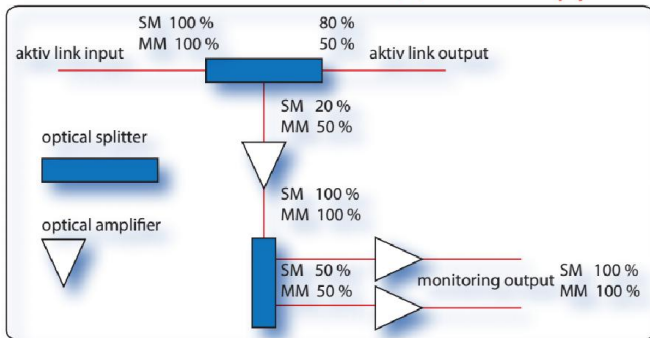 SM 100 %
MM 100 %
80 %
50 %
aktiv link input
aktiv link output
SM 20 %
MM 50 %
optical splitter
optical amplifier
SM 100 %
MM 100 %
SM 50 %
MM 50 %
monitoring output
SM 100 %
MM 100 %